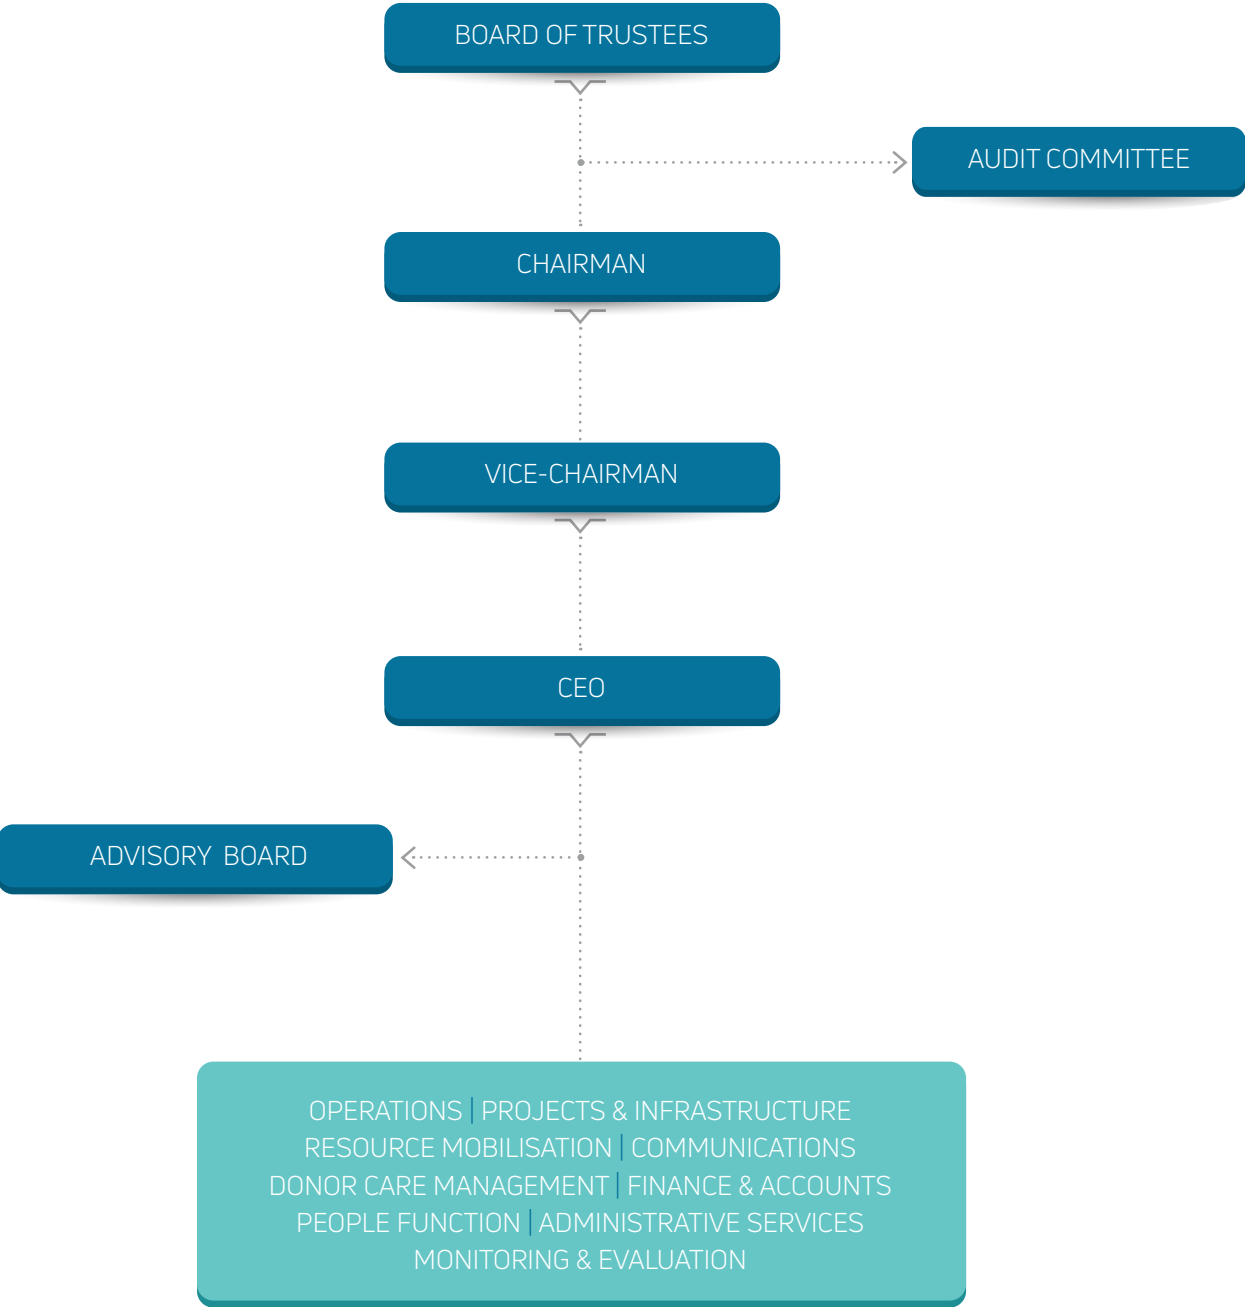 BOARD OF TRUSTEES
AUDIT COMMITTEE
CHAIRMAN
VICE-CHAIRMAN
CEO
ADVISORY BOARD
OPERATIONS | PROJECTS & INFRASTRUCTURE
RESOURCE MOBILISATION | COMMUNICATIONS
DONOR CARE MANAGEMENT | FINANCE & ACCOUNTS
PEOPLE FUNCTION | ADMINISTRATIVE SERVICES
MONITORING & EVALUATION